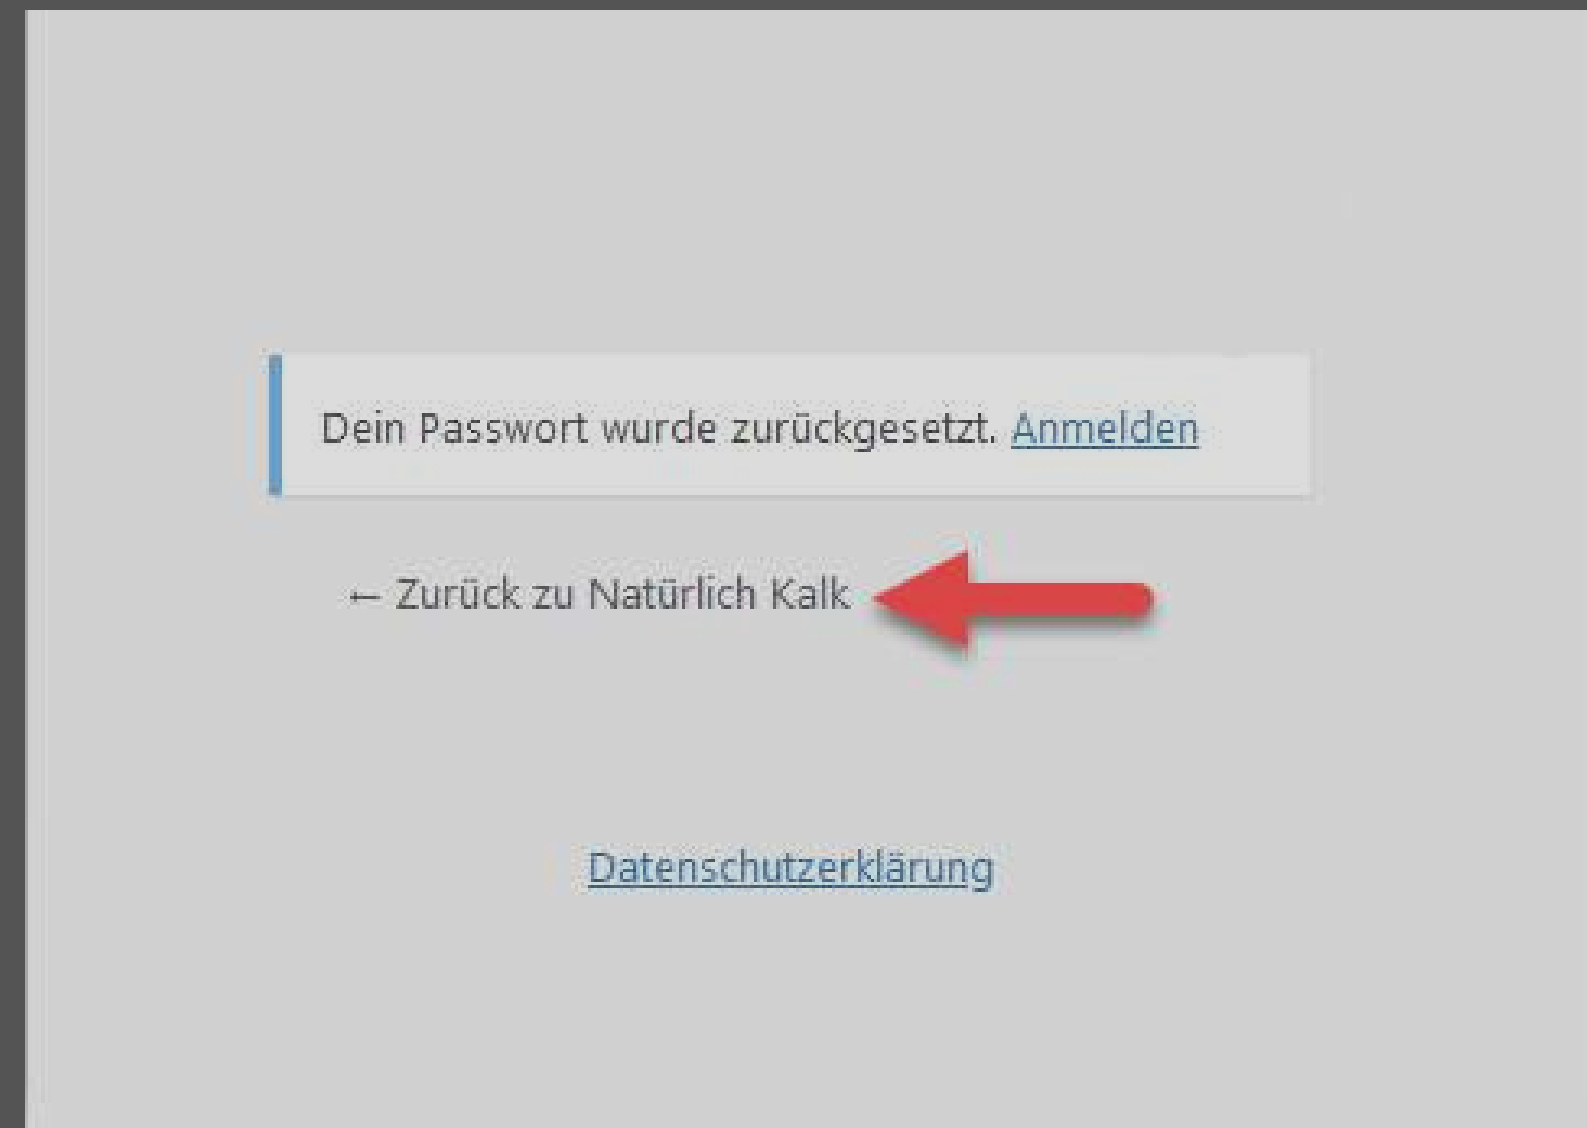 Dein Passwort wurde zurückgesetzt. Anmelden
← Zurück zu Natürlich Kalk
Datenschutzerklärung